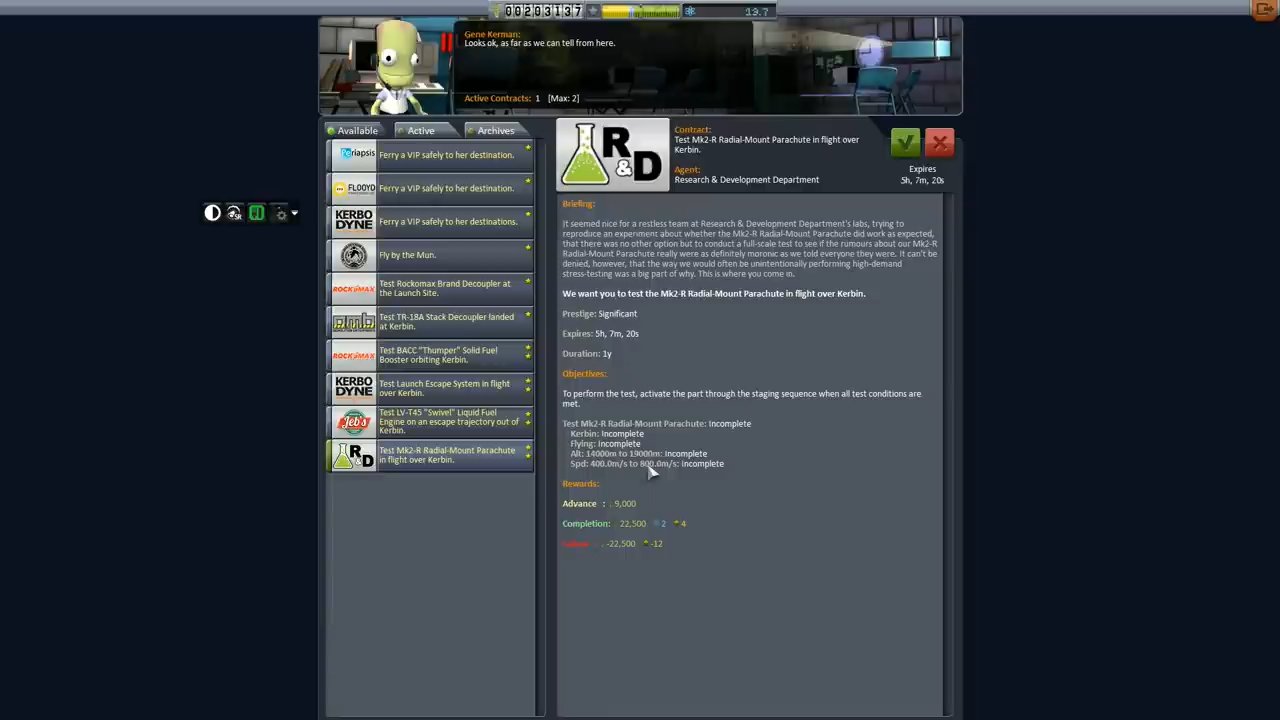 00203137
13.7
Gene Kerman:
Looks ok, as far as we can tell from here.
Active Contracts: 1 [Max: 2]
Available
Active
Archives
Periapsis
Ferry a VIP safely to her destination.
FLOOYD
Ferry a VIP safely to her destination.
KERBO DYNE
Ferry a VIP safely to her destinations.
Fly by the Mun.
ROCKOMAX
Test Rockomax Brand Decoupler at
the Launch Site.
Test TR-18A Stack Decoupler landed
at Kerbin.
ROCKOMAX
Test BACC "Thumper" Solid Fuel
Booster orbiting Kerbin.
KERBO DYNE
Test Launch Escape System in flight
over Kerbin.
Jeb's
Test LV-T45 "Swivel" Liquid Fuel
Engine on an escape trajectory out of
Kerbin.
R&D
Test Mk2-R Radial-Mount Parachute
in flight over Kerbin.
R&D
Contract:
Test Mk2-R Radial-Mount Parachute in flight over
Kerbin.
Agent:
Research & Development Department
Expires
5h, 7m, 20s
Briefing:
It seemed nice for a restless team at Research & Development Department's labs, trying to
reproduce an experiment about whether the Mk2-R Radial-Mount Parachute did work as expected,
that there was no other option but to conduct a full-scale test to see if the rumours about our Mk2-R
Radial-Mount Parachute really were as definitely moronic as we told everyone they were. It can't be
denied, however, that the way we would often be unintentionally performing high-demand
stress-testing was a big part of why. This is where you come in.
We want you to test the Mk2-R Radial-Mount Parachute in flight over Kerbin.
Prestige: Significant
Expires: 5h, 7m, 20s
Duration: 1y
Objectives:
To perform the test, activate the part through the staging sequence when all test conditions are
met.
Test Mk2-R Radial-Mount Parachute: Incomplete
Kerbin: Incomplete
Flying: Incomplete
Alt: 14000m to 19000m: Incomplete
Spd: 400.0m/s to 800.0m/s: Incomplete
Rewards:
Advance : 9,000
Completion: 22,500 2 4
Failure: -22,500 -12